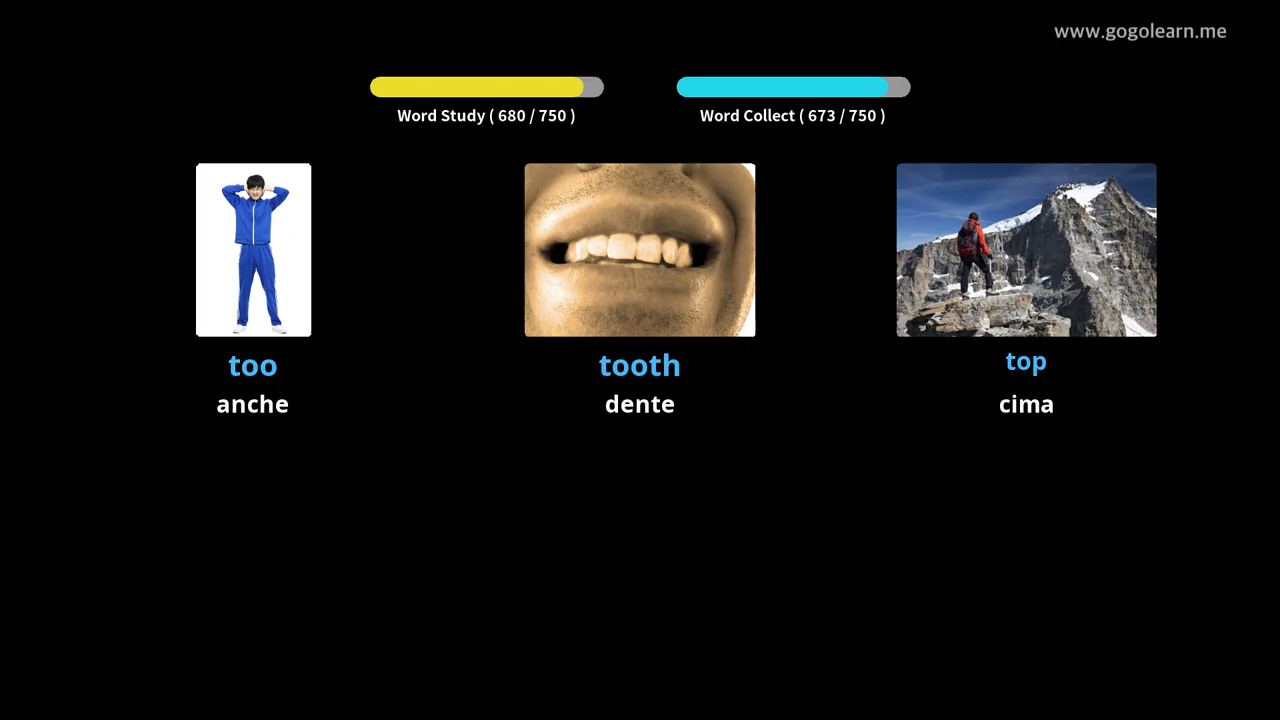 www.gogolearn.me
Word Study ( 680 / 750 )
Word Collect ( 673 / 750 )
too
tooth
top
anche
dente
cima